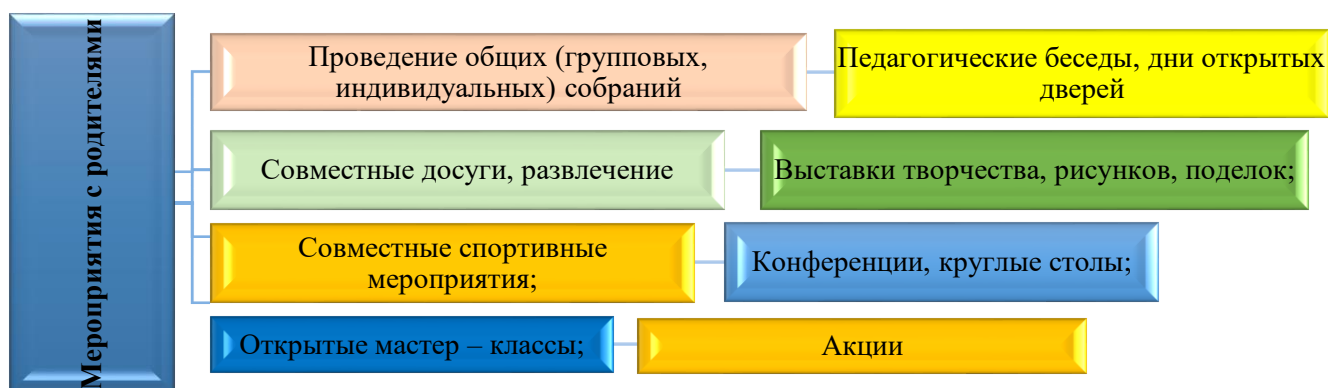 Мероприятия с родителями
Проведение общих (групповых,
индивидуальных) собраний
Педагогические беседы, дни открытых
дверей
Совместные досуги, развлечение
Выставки творчества, рисунков, поделок;
Совместные спортивные
мероприятия;
Конференции, круглые столы;
Открытые мастер – классы;
Акции